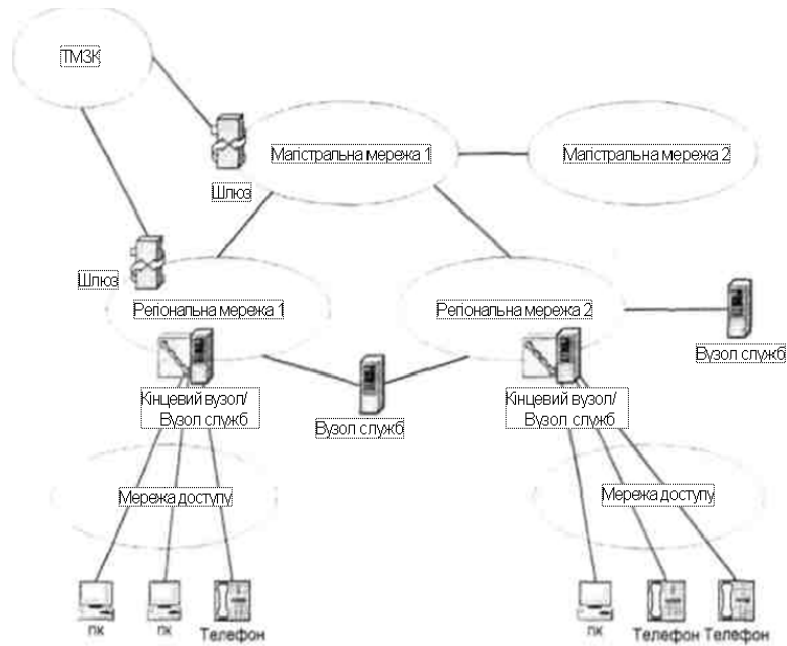 ТМЗК
Магістральна мережа 1
Магістральна мережа 2
Шлюз
Шлюз
Регіональна мережа 1
Регіональна мережа 2
Вузол служб
Кінцевий вузол/
Вузол служб
Кінцевий вузол/
Вузол служб
Вузол служб
Мережа доступу
Мережа доступу
ПК
ПК
Телефон
ПК
Телефон
Телефон